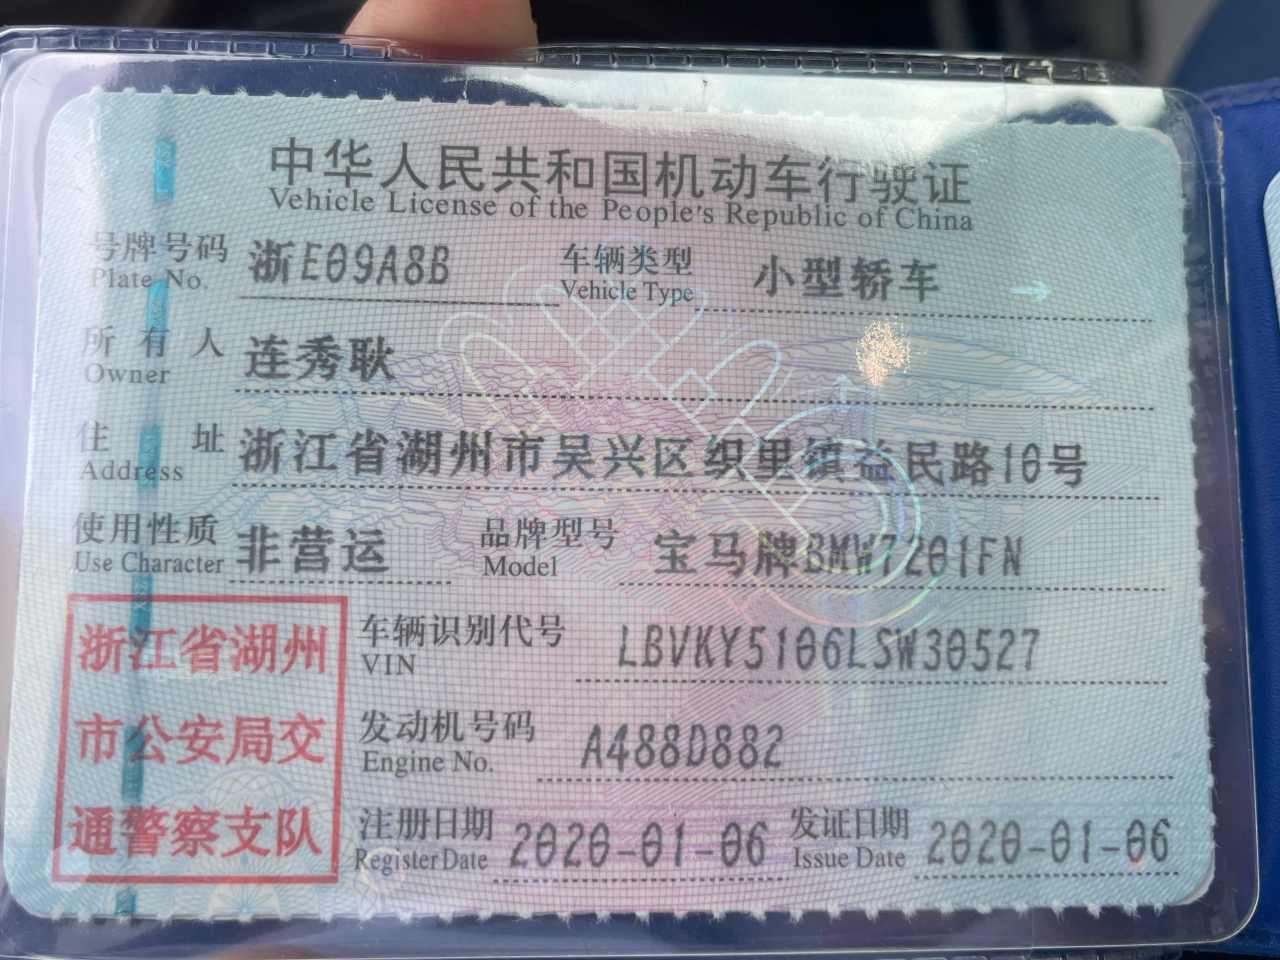 中华人民共和国机动车行驶证
Vehicle License of the People's Republic of China
号牌号码 浙E09A8B 车辆类型 小型轿车
Plate No. Vehicle Type
所有人 连秀耿
Owner
住址 浙江省湖州市吴兴区织里镇益民路10号
Address
使用性质 非营运 品牌型号 宝马牌BMW7201FN
Use Character Model
浙江省湖州
市公安局交
通警察支队
车辆识别代号 LBVKY5106LSW30527
VIN
发动机号码 A488D882
Engine No.
注册日期 2020-01-06 发证日期 2020-01-06
Register Date Issue Date